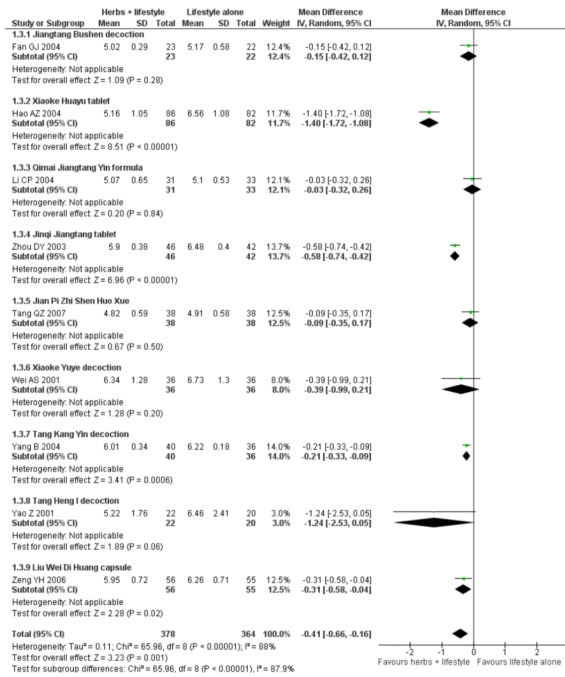 Herbs + lifestyle Lifestyle alone Mean Difference Mean Difference
Study or Subgroup Mean SD Total Mean SD Total Weight IV, Random, 95% CI IV, Random, 95% CI
1.3.1 Jiangtang Bushen decoction
Fan GJ 2004 5.02 0.29 23 5.17 0.58 22 12.4% -0.15 [-0.42, 0.12]
Subtotal (95% CI) 23 22 12.4% -0.15 [-0.42, 0.12]
Heterogeneity: Not applicable
Test for overall effect: Z = 1.09 (P = 0.28)
1.3.2 Xiaoke Huayu tablet
Hao AZ 2004 5.16 1.05 86 6.56 1.08 82 11.7% -1.40 [-1.72, -1.08]
Subtotal (95% CI) 86 82 11.7% -1.40 [-1.72, -1.08]
Heterogeneity: Not applicable
Test for overall effect: Z = 8.51 (P < 0.00001)
1.3.3 Qimai Jiangtang Yin formula
Li CP 2004 5.07 0.65 31 5.1 0.53 33 12.1% -0.03 [-0.32, 0.26]
Subtotal (95% CI) 31 33 12.1% -0.03 [-0.32, 0.26]
Heterogeneity: Not applicable
Test for overall effect: Z = 0.20 (P = 0.84)
1.3.4 Jinqi Jiangtang tablet
Zhou DY 2003 5.9 0.38 46 6.48 0.4 42 13.7% -0.58 [-0.74, -0.42]
Subtotal (95% CI) 46 42 13.7% -0.58 [-0.74, -0.42]
Heterogeneity: Not applicable
Test for overall effect: Z = 6.96 (P < 0.00001)
1.3.5 Jian Pi Zhi Shen Huo Xue
Tang QZ 2007 4.82 0.59 38 4.91 0.58 38 12.5% -0.09 [-0.35, 0.17]
Subtotal (95% CI) 38 38 12.5% -0.09 [-0.35, 0.17]
Heterogeneity: Not applicable
Test for overall effect: Z = 0.67 (P = 0.50)
1.3.6 Xiaoke Yuye decoction
Wei AS 2001 6.34 1.28 36 6.73 1.3 36 8.0% -0.39 [-0.99, 0.21]
Subtotal (95% CI) 36 36 8.0% -0.39 [-0.99, 0.21]
Heterogeneity: Not applicable
Test for overall effect: Z = 1.28 (P = 0.20)
1.3.7 Tang Kang Yin decoction
Yang B 2004 6.01 0.34 40 6.22 0.18 36 14.0% -0.21 [-0.33, -0.09]
Subtotal (95% CI) 40 36 14.0% -0.21 [-0.33, -0.09]
Heterogeneity: Not applicable
Test for overall effect: Z = 3.41 (P = 0.0006)
1.3.8 Tang Heng I decoction
Yao Z 2001 5.22 1.76 22 6.46 2.41 20 3.0% -1.24 [-2.53, 0.05]
Subtotal (95% CI) 22 20 3.0% -1.24 [-2.53, 0.05]
Heterogeneity: Not applicable
Test for overall effect: Z = 1.89 (P = 0.06)
1.3.9 Liu Wei Di Huang capsule
Zeng YH 2006 5.95 0.72 56 6.26 0.71 55 12.5% -0.31 [-0.58, -0.04]
Subtotal (95% CI) 56 55 12.5% -0.31 [-0.58, -0.04]
Heterogeneity: Not applicable
Test for overall effect: Z = 2.28 (P = 0.02)
Total (95% CI) 378 364 100.0% -0.41 [-0.66, -0.16]
Heterogeneity: Tau² = 0.11; Chi² = 65.96, df = 8 (P < 0.00001); I² = 88%
Test for overall effect: Z = 3.23 (P = 0.001)
Test for subgroup differences: Chi² = 65.96, df = 8 (P < 0.00001), I² = 87.9%
-2 -1 0 1 2
Favours herbs + lifestyle Favours lifestyle alone